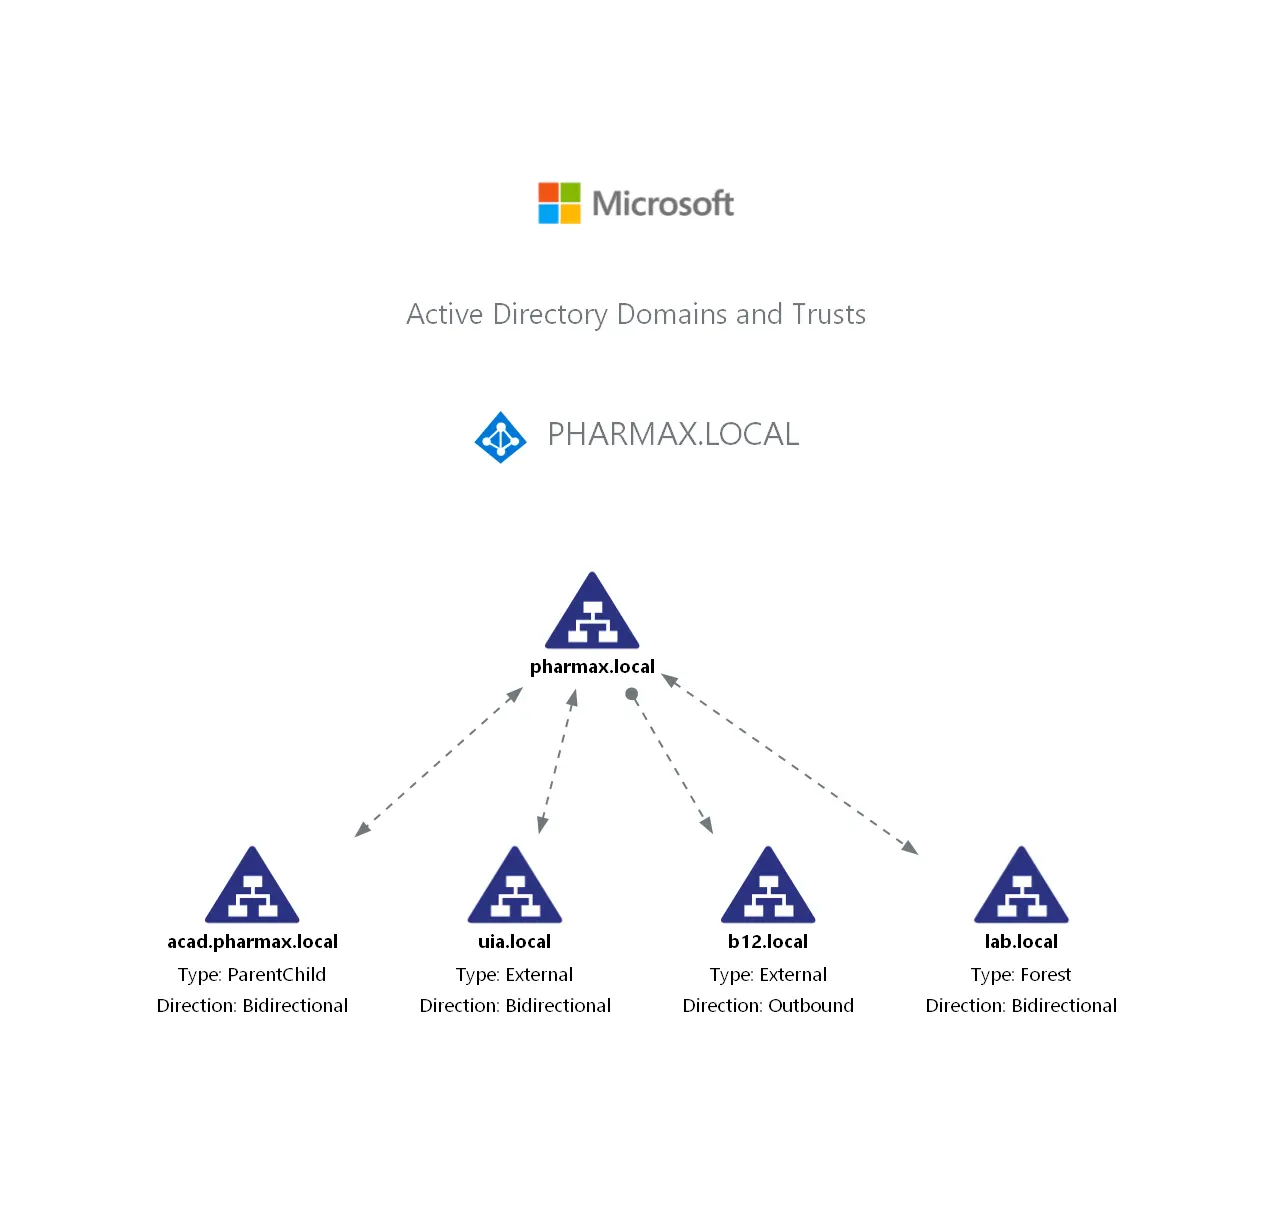 Microsoft
Active Directory Domains and Trusts
PHARMAX.LOCAL
pharmax.local
acad.pharmax.local
Type: ParentChild
Direction: Bidirectional
uia.local
Type: External
Direction: Bidirectional
b12.local
Type: External
Direction: Outbound
lab.local
Type: Forest
Direction: Bidirectional